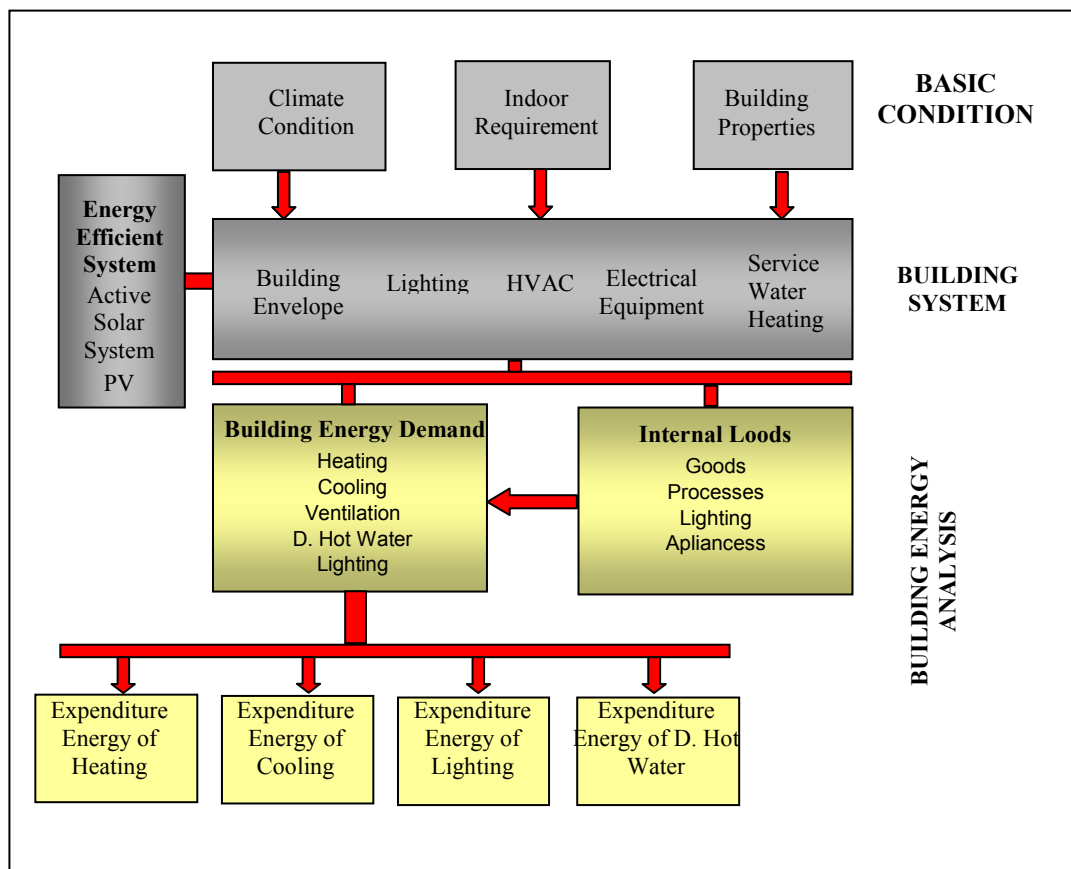 Climate
Condition
Indoor
Requirement
Building
Properties
BASIC
CONDITION
Energy
Efficient
System
Active
Solar
System
PV
Building
Envelope
Lighting
HVAC
Electrical
Equipment
Service
Water
Heating
BUILDING
SYSTEM
Building Energy Demand
Heating
Cooling
Ventilation
D. Hot Water
Lighting
Internal Loods
Goods
Processes
Lighting
Apliancess
BUILDING ENERGY
ANALYSIS
Expenditure
Energy of
Heating
Expenditure
Energy of
Cooling
Expenditure
Energy of
Lighting
Expenditure
Energy of D. Hot
Water